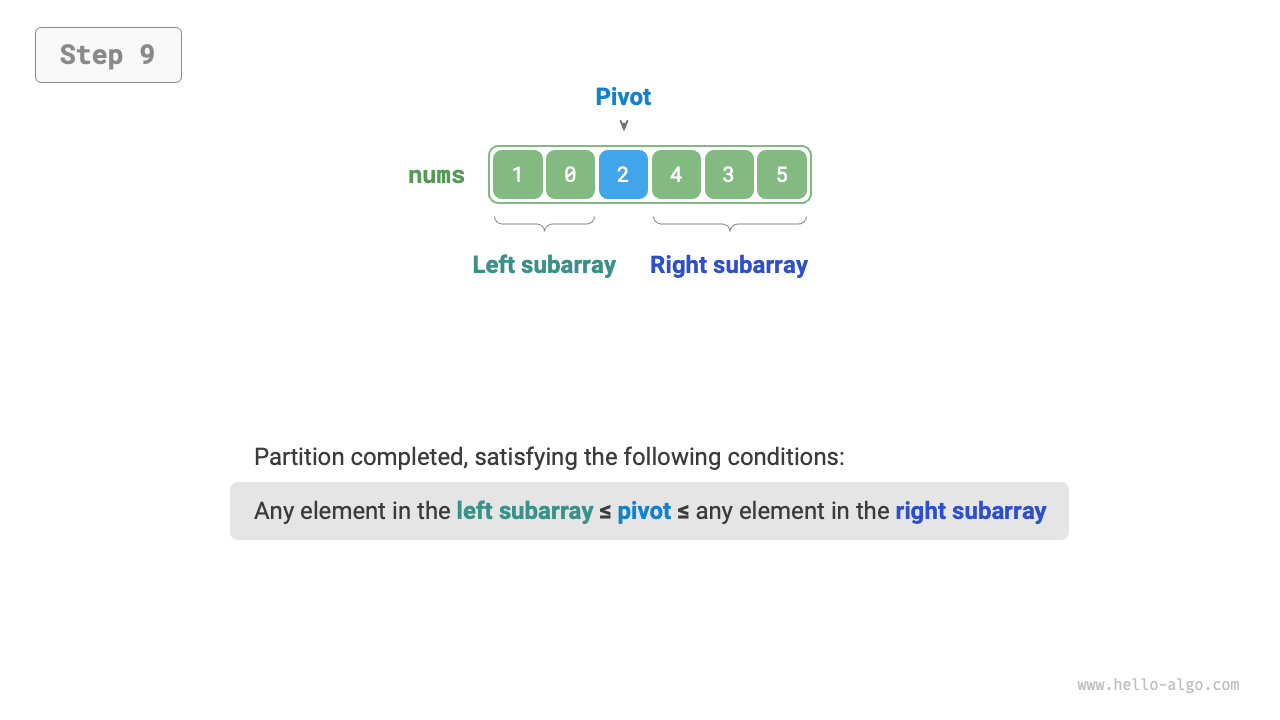 Step 9
Pivot
nums 1 0 2 4 3 5
Left subarray Right subarray
Partition completed, satisfying the following conditions:
Any element in the left subarray ≤ pivot ≤ any element in the right subarray
www.hello-algo.com